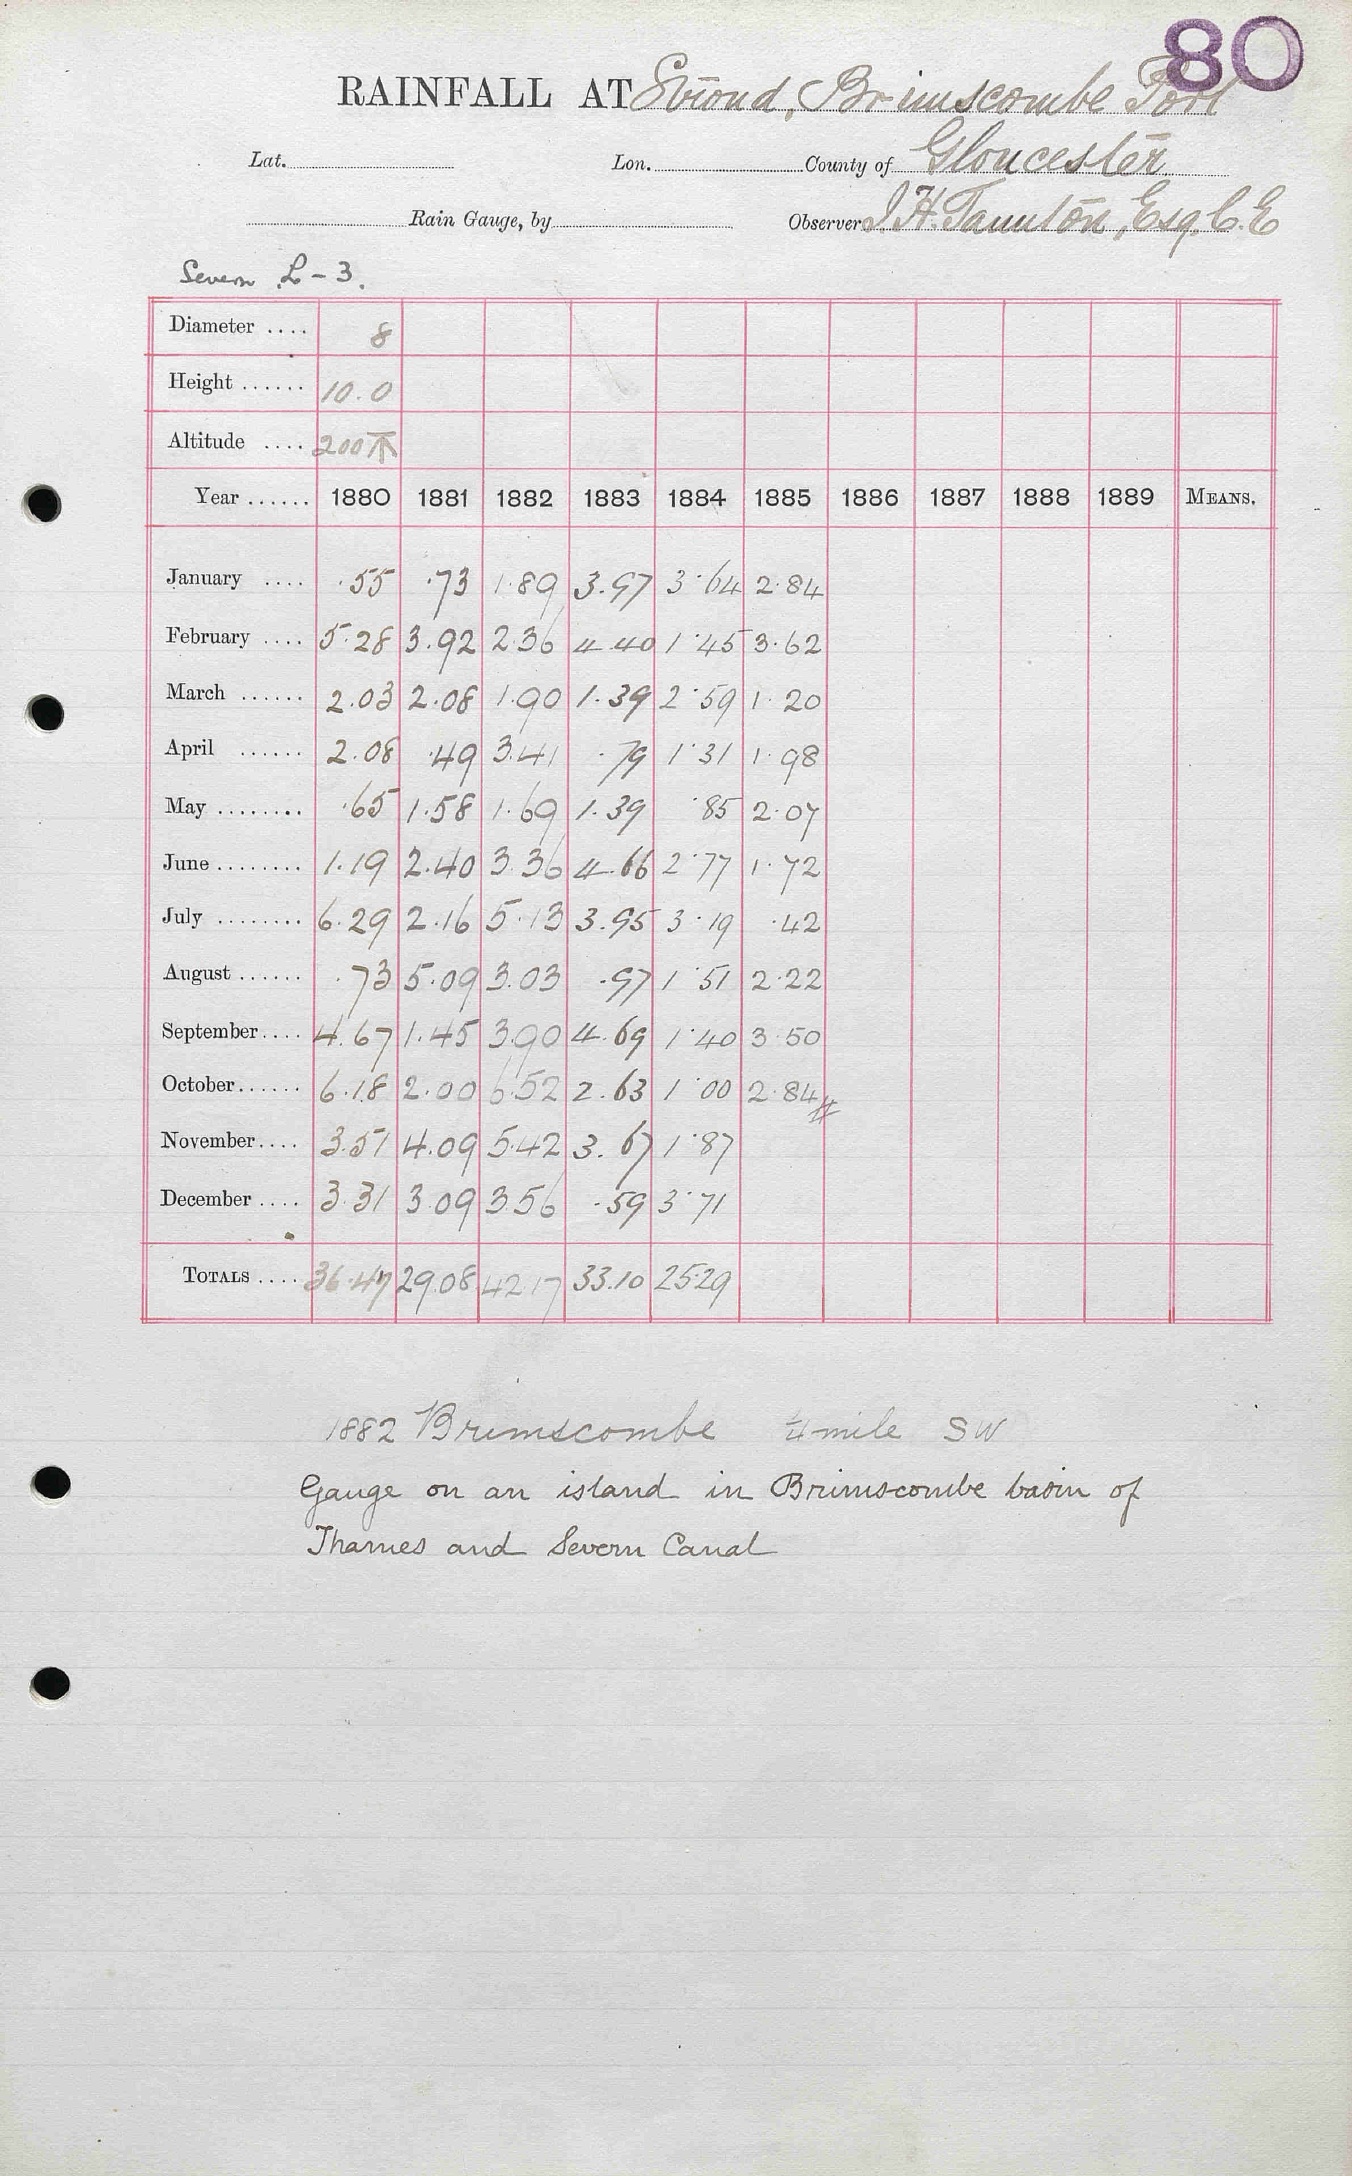 80
RAINFALL AT Stroud, Brimscombe Port
Lat. Lon. County of Gloucester
Rain Gauge, by Observer I. H. Taunton, Esq. C.E
Severn L-3.
Diameter .... 8
Height ...... 10.0
Altitude .... 200
Year ...... 1880 1881 1882 1883 1884 1885 1886 1887 1888 1889 MEANS.
January .... .55 .73 1.89 3.97 3.64 2.84
February .... 5.28 3.92 2.36 4.40 1.45 3.62
March ...... 2.03 2.08 1.90 1.39 2.59 1.20
April ...... 2.08 .49 3.41 .79 1.31 1.98
May ........ .65 1.58 1.69 1.39 .85 2.07
June ........ 1.19 2.40 3.36 4.66 2.77 1.72
July ........ 6.29 2.16 5.13 3.95 3.19 .42
August ...... .73 5.09 3.03 .97 1.51 2.22
September.... 4.67 1.45 3.90 4.69 1.40 3.50
October...... 6.18 2.00 6.52 2.63 1.00 2.84
November.... 3.51 4.09 5.42 3.67 1.87
December .... 3.31 3.09 3.56 .59 3.71
TOTALS .... 36.47 29.08 42.17 33.10 25.29
1882 Brimscombe ¼ mile SW
Gauge on an island in Brimscombe basin of
Thames and Severn Canal